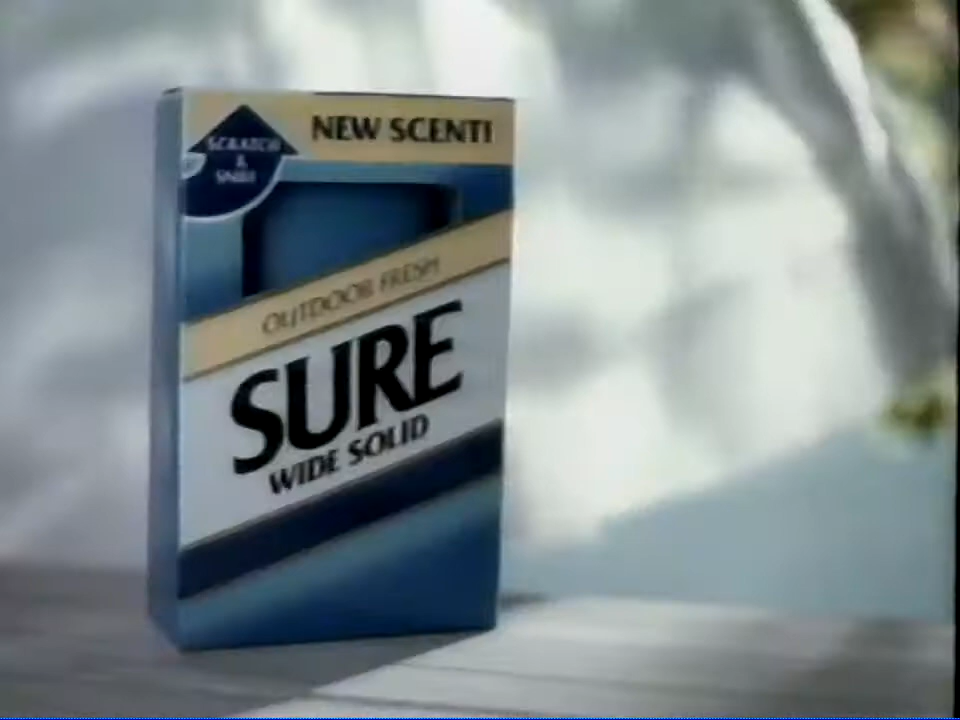 NEW SCENT!
SCRATCH
&
SNIFF
OUTDOOR FRESH
SURE
WIDE SOLID